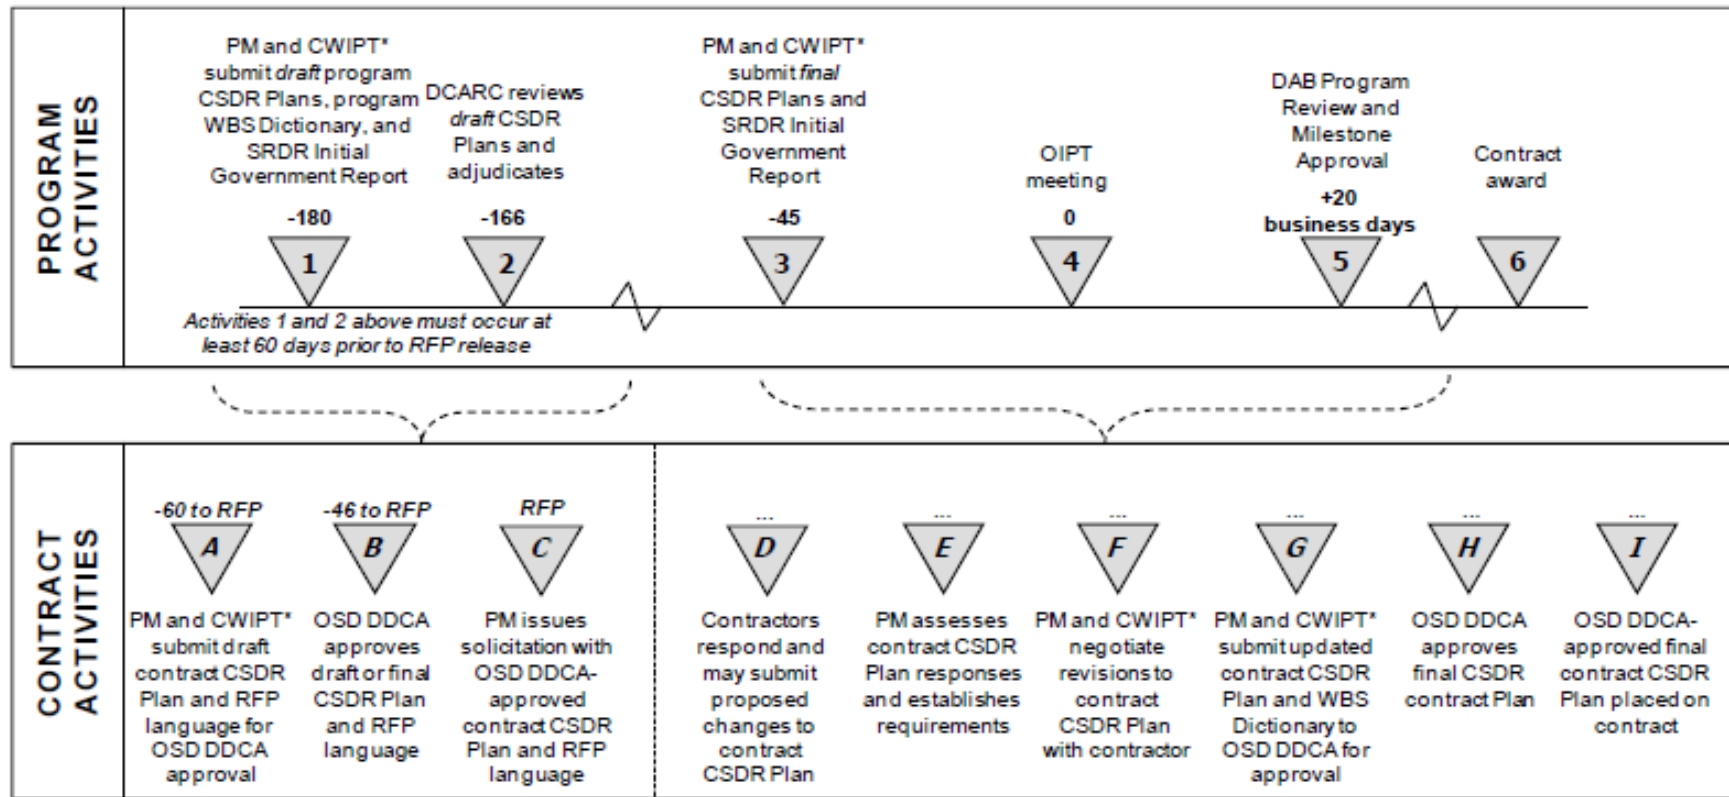 PROGRAM
ACTIVITIES
PM and CWIPT*
submit draft program
CSDR Plans, program
WBS Dictionary, and
SRDR Initial
Government Report
-180
1
DCARC reviews
draft CSDR
Plans and
adjudicates
-166
2
PM and CWIPT*
submit final
CSDR Plans and
SRDR Initial
Government
Report
-45
3
OIPT
meeting
0
4
DAB Program
Review and
Milestone
Approval
+20
business days
5
Contract
award
6
Activities 1 and 2 above must occur at
least 60 days prior to RFP release
CONTRACT
ACTIVITIES
-60 to RFP
A
PM and CWIPT*
submit draft
contract CSDR
Plan and RFP
language for
OSD DDCA
approval
-46 to RFP
B
OSD DDCA
approves
draft or final
CSDR Plan
and RFP
language
RFP
C
PM issues
solicitation with
OSD DDCA-
approved
contract CSDR
Plan and RFP
language
...
D
Contractors
respond and
may submit
proposed
changes to
contract
CSDR Plan
...
E
PM assesses
contract CSDR
Plan responses
and establishes
requirements
...
F
PM and CWIPT*
negotiate
revisions to
contract
CSDR Plan
with contractor
...
G
PM and CWIPT*
submit updated
contract CSDR
Plan and WBS
Dictionary to
OSD DDCA for
approval
...
H
OSD DDCA
approves
final CSDR
contract Plan
...
I
OSD DDCA-
approved final
contract CSDR
Plan placed on
contract